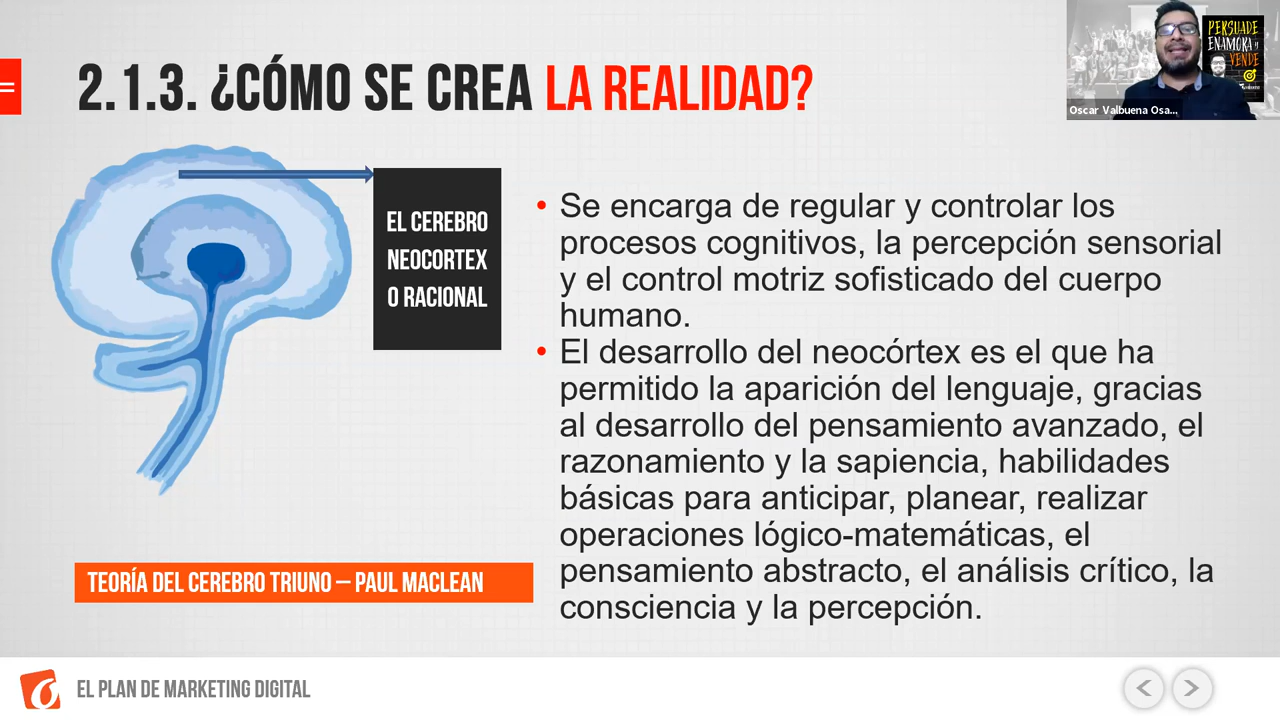 2.1.3. ¿CÓMO SE CREA LA REALIDAD?
PERSUADE
ENAMORA Y
VENDE
Oscar Valbuena Osa...
EL CEREBRO
NEOCORTEX
O RACIONAL
• Se encarga de regular y controlar los
procesos cognitivos, la percepción sensorial
y el control motriz sofisticado del cuerpo
humano.
• El desarrollo del neocórtex es el que ha
permitido la aparición del lenguaje, gracias
al desarrollo del pensamiento avanzado, el
razonamiento y la sapiencia, habilidades
básicas para anticipar, planear, realizar
operaciones lógico-matemáticas, el
pensamiento abstracto, el análisis crítico, la
consciencia y la percepción.
TEORÍA DEL CEREBRO TRIUNO – PAUL MACLEAN
EL PLAN DE MARKETING DIGITAL